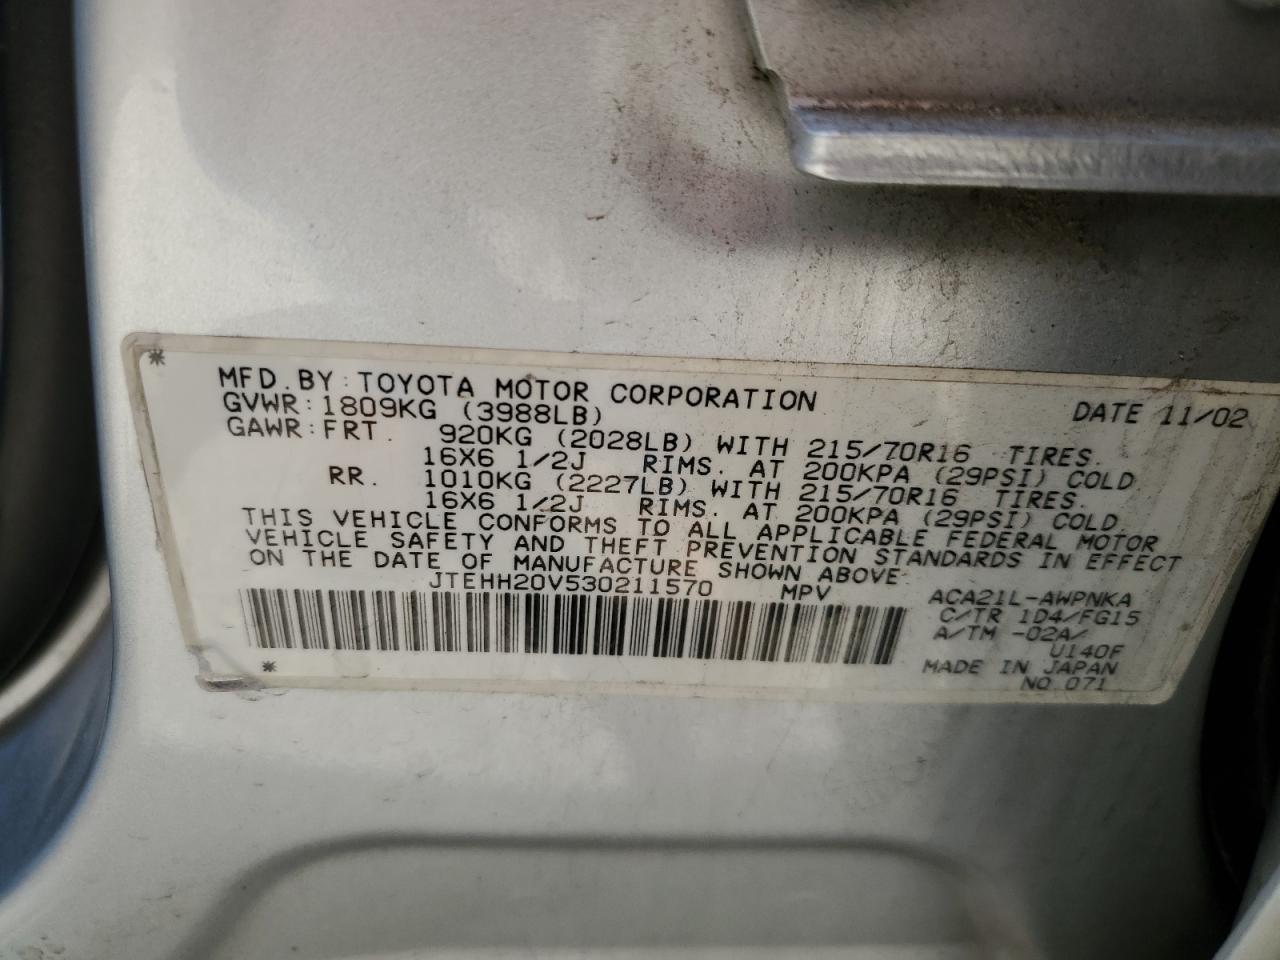 *
MFD. BY: TOYOTA MOTOR CORPORATION DATE 11/02
GVWR: 1809KG (3988LB)
GAWR: FRT. 920KG (2028LB) WITH 215/70R16 TIRES.
16X6 1/2J RIMS. AT 200KPA (29PSI) COLD
RR. 1010KG (2227LB) WITH 215/70R16 TIRES.
16X6 1/2J RIMS. AT 200KPA (29PSI) COLD.
THIS VEHICLE CONFORMS TO ALL APPLICABLE FEDERAL MOTOR
VEHICLE SAFETY AND THEFT PREVENTION STANDARDS IN EFFECT
ON THE DATE OF MANUFACTURE SHOWN ABOVE.
JTEHH20V530211570 MPV ACA21L-AWPNKA
C/TR 1D4/FG15
A/TM -02A/
U140F
MADE IN JAPAN
* NO.071